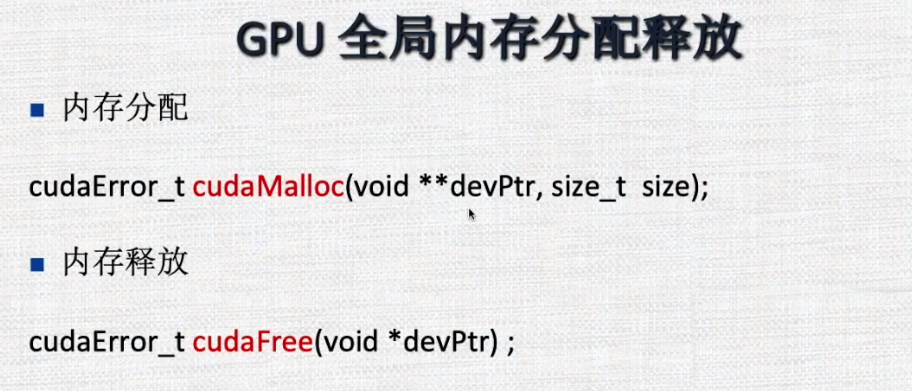 GPU 全局内存分配释放
内存分配
cudaError_t cudaMalloc(void **devPtr, size_t size);
内存释放
cudaError_t cudaFree(void *devPtr) ;